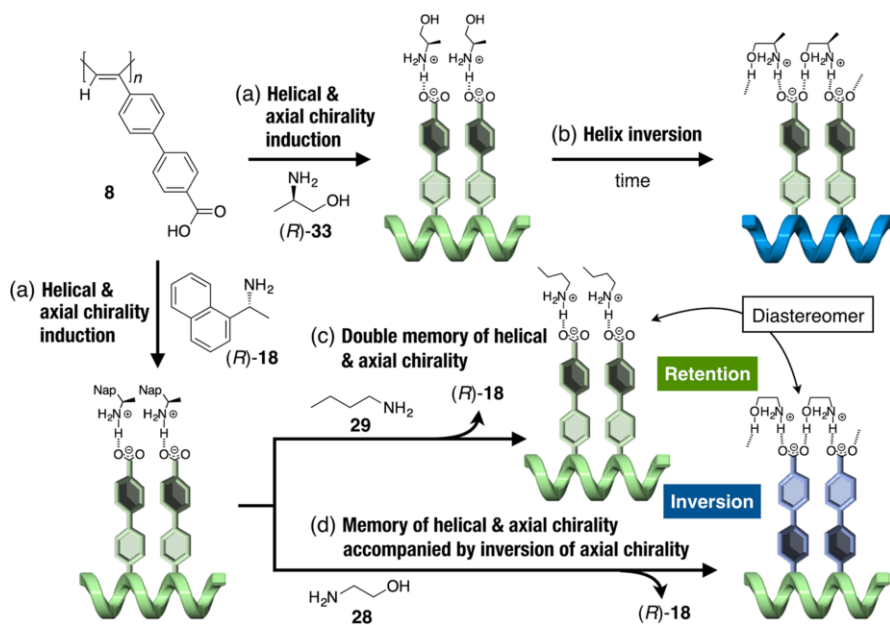 OH
OH
H₂N⊕
H₂N⊕
H
H
⊖O
O
⊖O
O
n
H
8
HO
O
(a) Helical &
axial chirality
induction
NH₂
OH
(R)-33
(b) Helix inversion
time
OH₂N⊕
OH₂N⊕
H
H
H
H
⊖O
O
⊖O
O
(a) Helical &
axial chirality
induction
NH₂
(R)-18
Nap
Nap
H₂N⊕
H₂N⊕
H
H
⊖O
O
⊖O
O
(c) Double memory of helical
& axial chirality
NH₂
29
(R)-18
H₂N⊕
H₂N⊕
H
H
⊖O
O
⊖O
O
Diastereomer
Retention
Inversion
OH₂N⊕
OH₂N⊕
H
H
H
H
⊖O
O
⊖O
O
(d) Memory of helical & axial chirality
accompanied by inversion of axial chirality
H₂N
OH
28
(R)-18